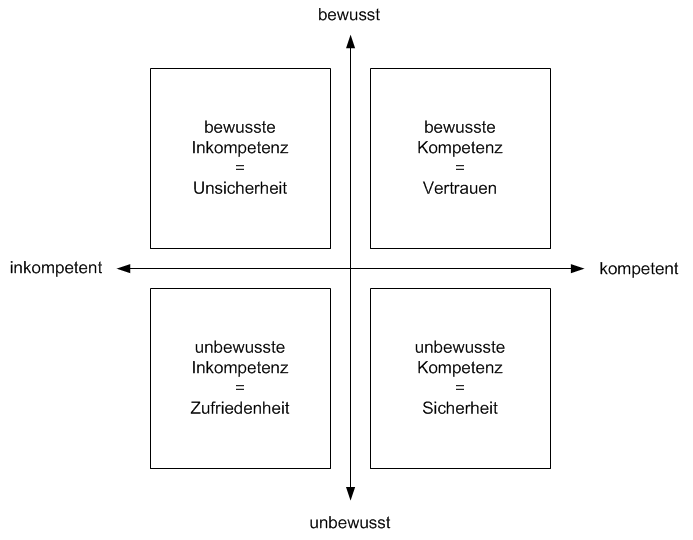 bewusst
bewusste
Inkompetenz
=
Unsicherheit
bewusste
Kompetenz
=
Vertrauen
inkompetent
kompetent
unbewusste
Inkompetenz
=
Zufriedenheit
unbewusste
Kompetenz
=
Sicherheit
unbewusst